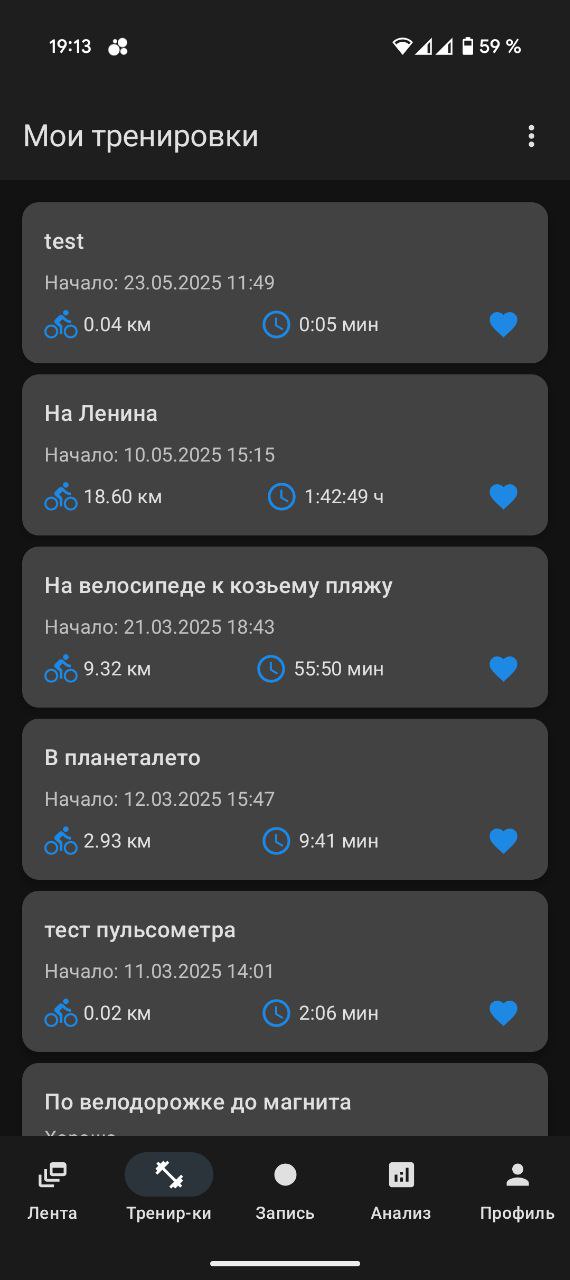 19:13 59 %
Мои тренировки
test
Начало: 23.05.2025 11:49
0.04 км 0:05 мин
На Ленина
Начало: 10.05.2025 15:15
18.60 км 1:42:49 ч
На велосипеде к козьему пляжу
Начало: 21.03.2025 18:43
9.32 км 55:50 мин
В планеталето
Начало: 12.03.2025 15:47
2.93 км 9:41 мин
тест пульсометра
Начало: 11.03.2025 14:01
0.02 км 2:06 мин
По велодорожке до магнита
Лента Тренир-ки Запись Анализ Профиль